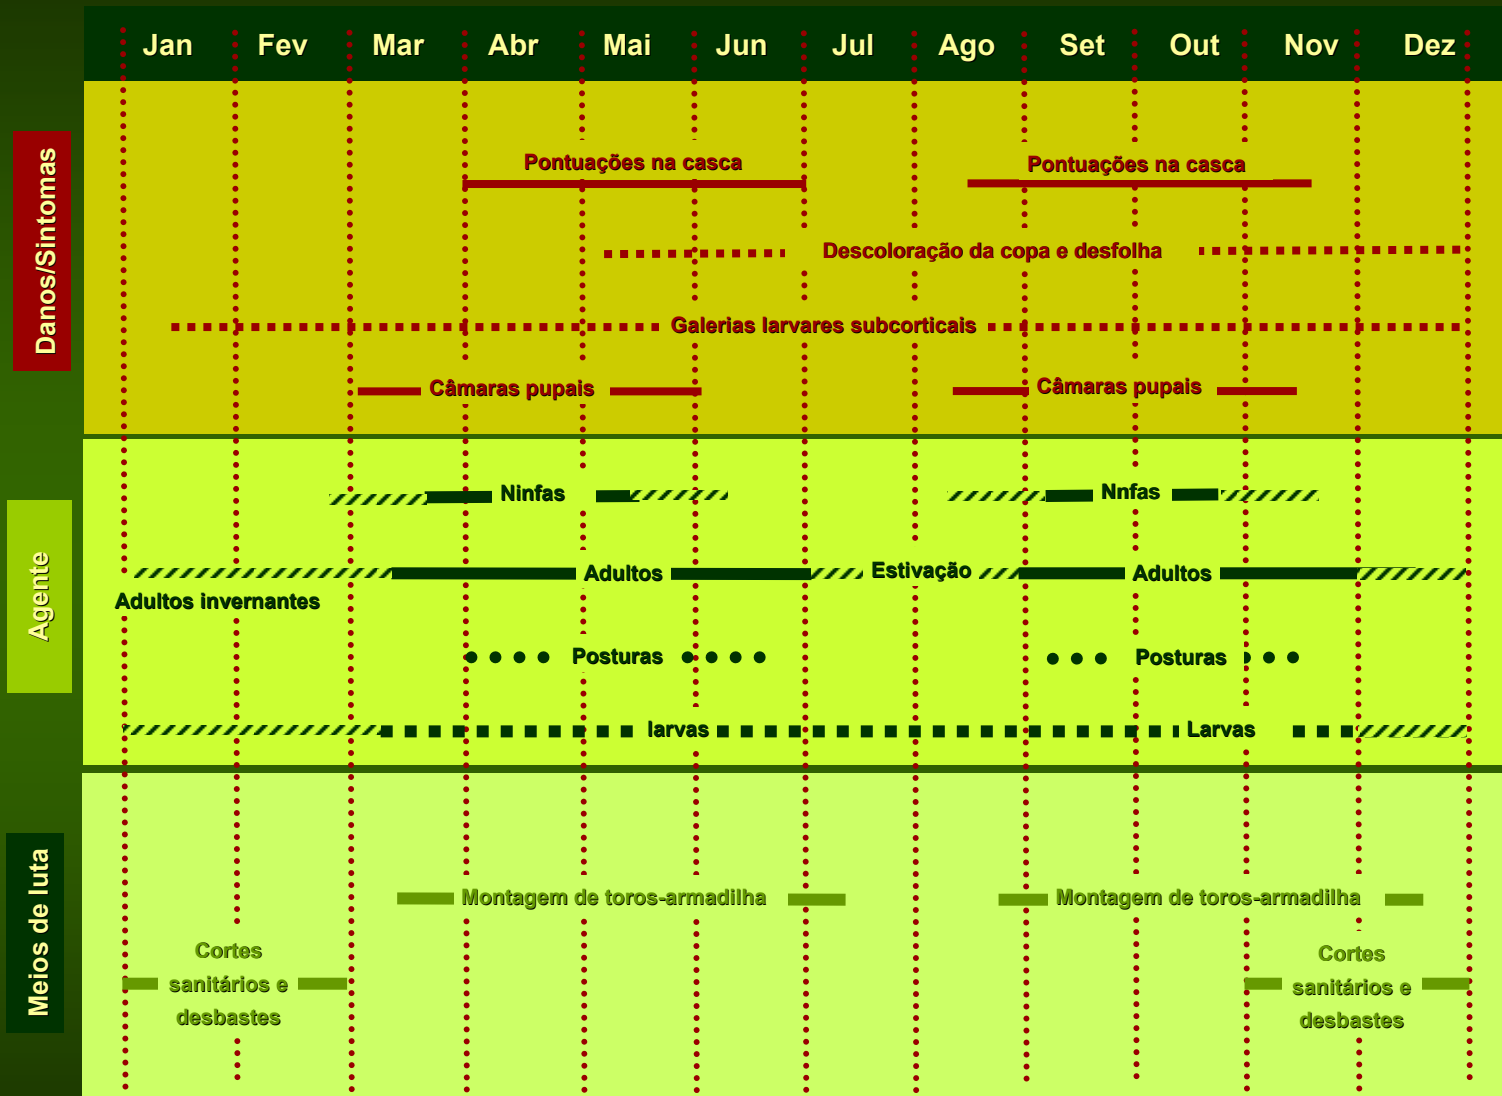 Jan Fev Mar Abr Mai Jun Jul Ago Set Out Nov Dez
Danos/Sintomas
Pontuações na casca
Pontuações na casca
Descoloração da copa e desfolha
Galerias larvares subcorticais
Câmaras pupais
Câmaras pupais
Agente
Ninfas
Nnfas
Adultos
Estivação
Adultos
Adultos invernantes
Posturas
Posturas
larvas
Larvas
Meios de luta
Montagem de toros-armadilha
Montagem de toros-armadilha
Cortes
sanitários e
desbastes
Cortes
sanitários e
desbastes